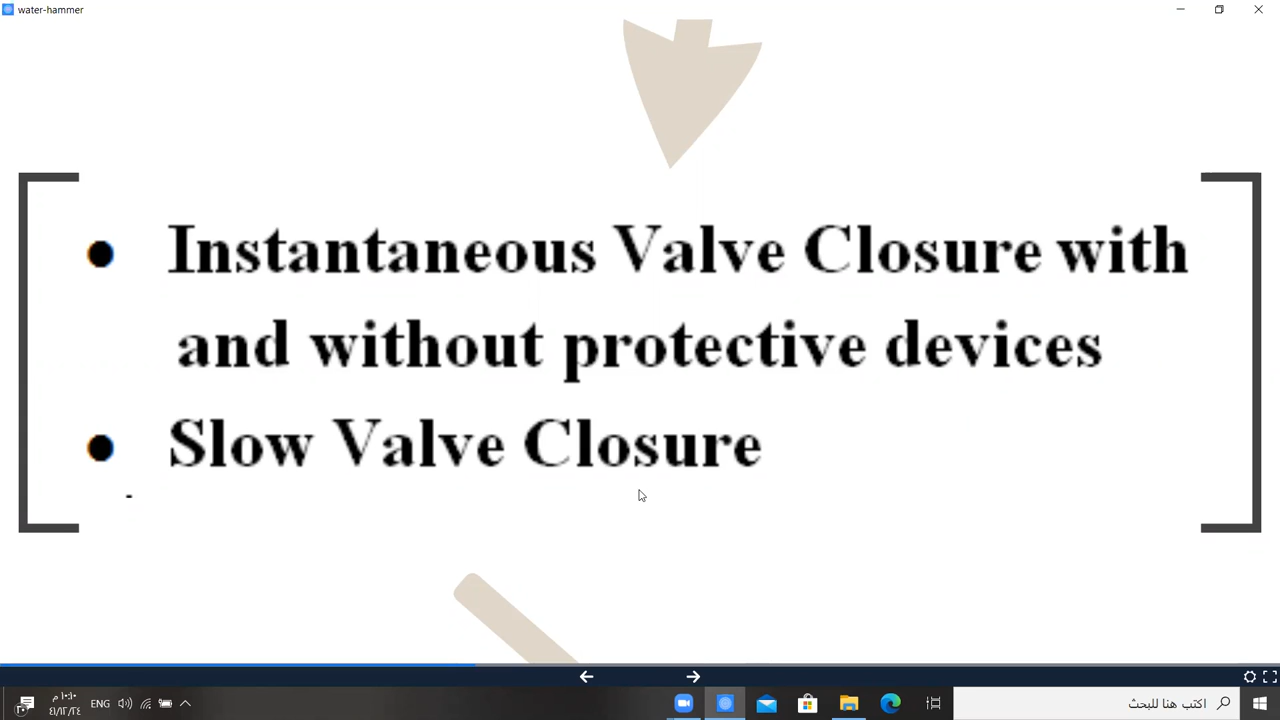 water-hammer
• Instantaneous Valve Closure with
and without protective devices
• Slow Valve Closure
ENG
اكتب هنا للبحث